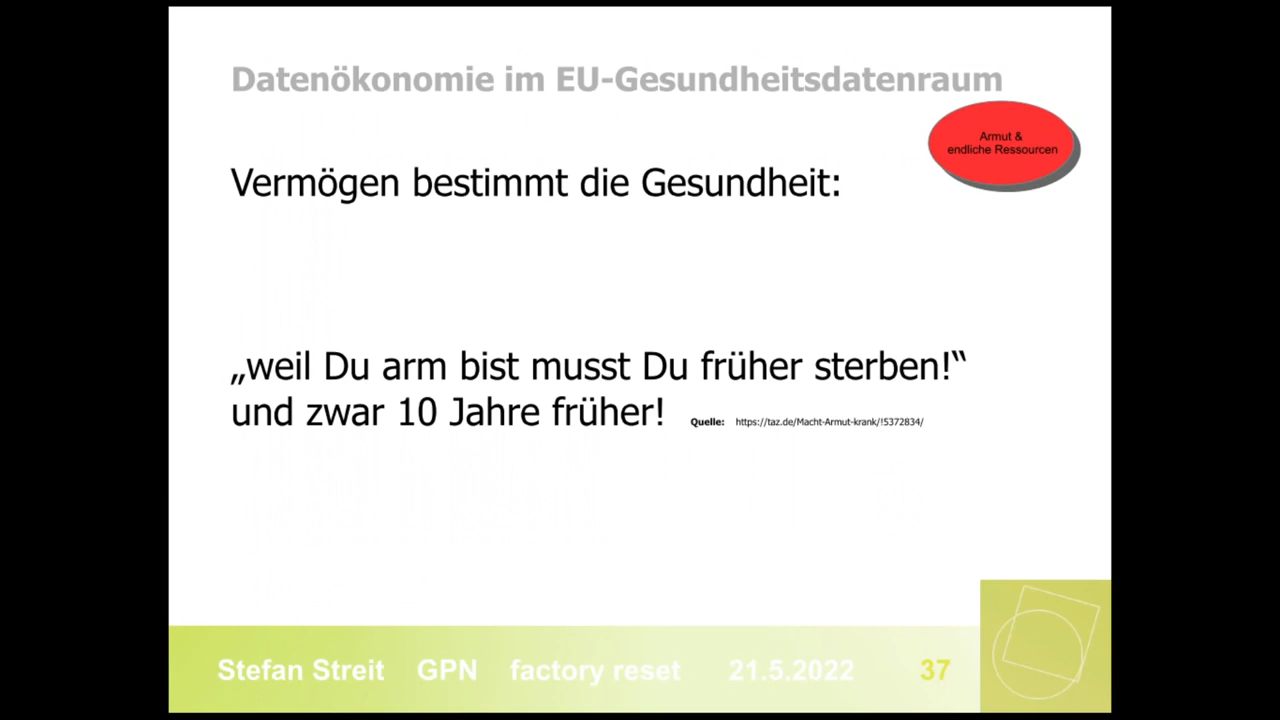 Datenökonomie im EU-Gesundheitsdatenraum
Armut &
endliche Ressourcen
Vermögen bestimmt die Gesundheit:
„weil Du arm bist musst Du früher sterben!“
und zwar 10 Jahre früher! Quelle: https://taz.de/Macht-Armut-krank/!5372834/
Stefan Streit GPN factory reset 21.5.2022 37